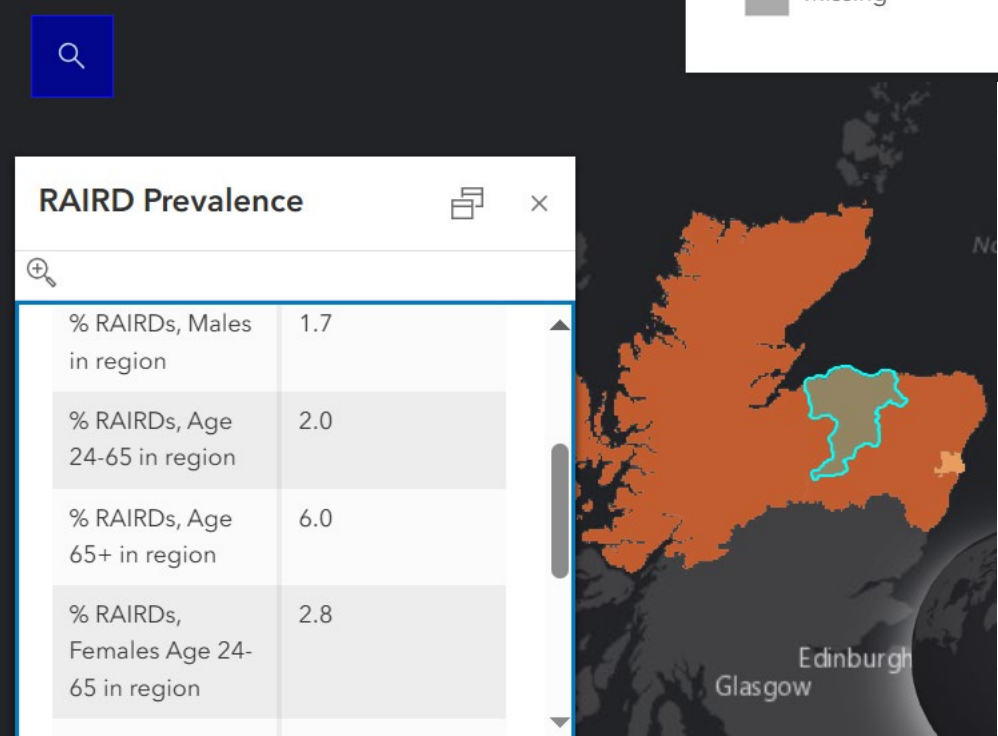 missing
RAIRD Prevalence
% RAIRDs, Males in region 1.7
% RAIRDs, Age 24-65 in region 2.0
% RAIRDs, Age 65+ in region 6.0
% RAIRDs, Females Age 24-65 in region 2.8
Edinburgh
Glasgow